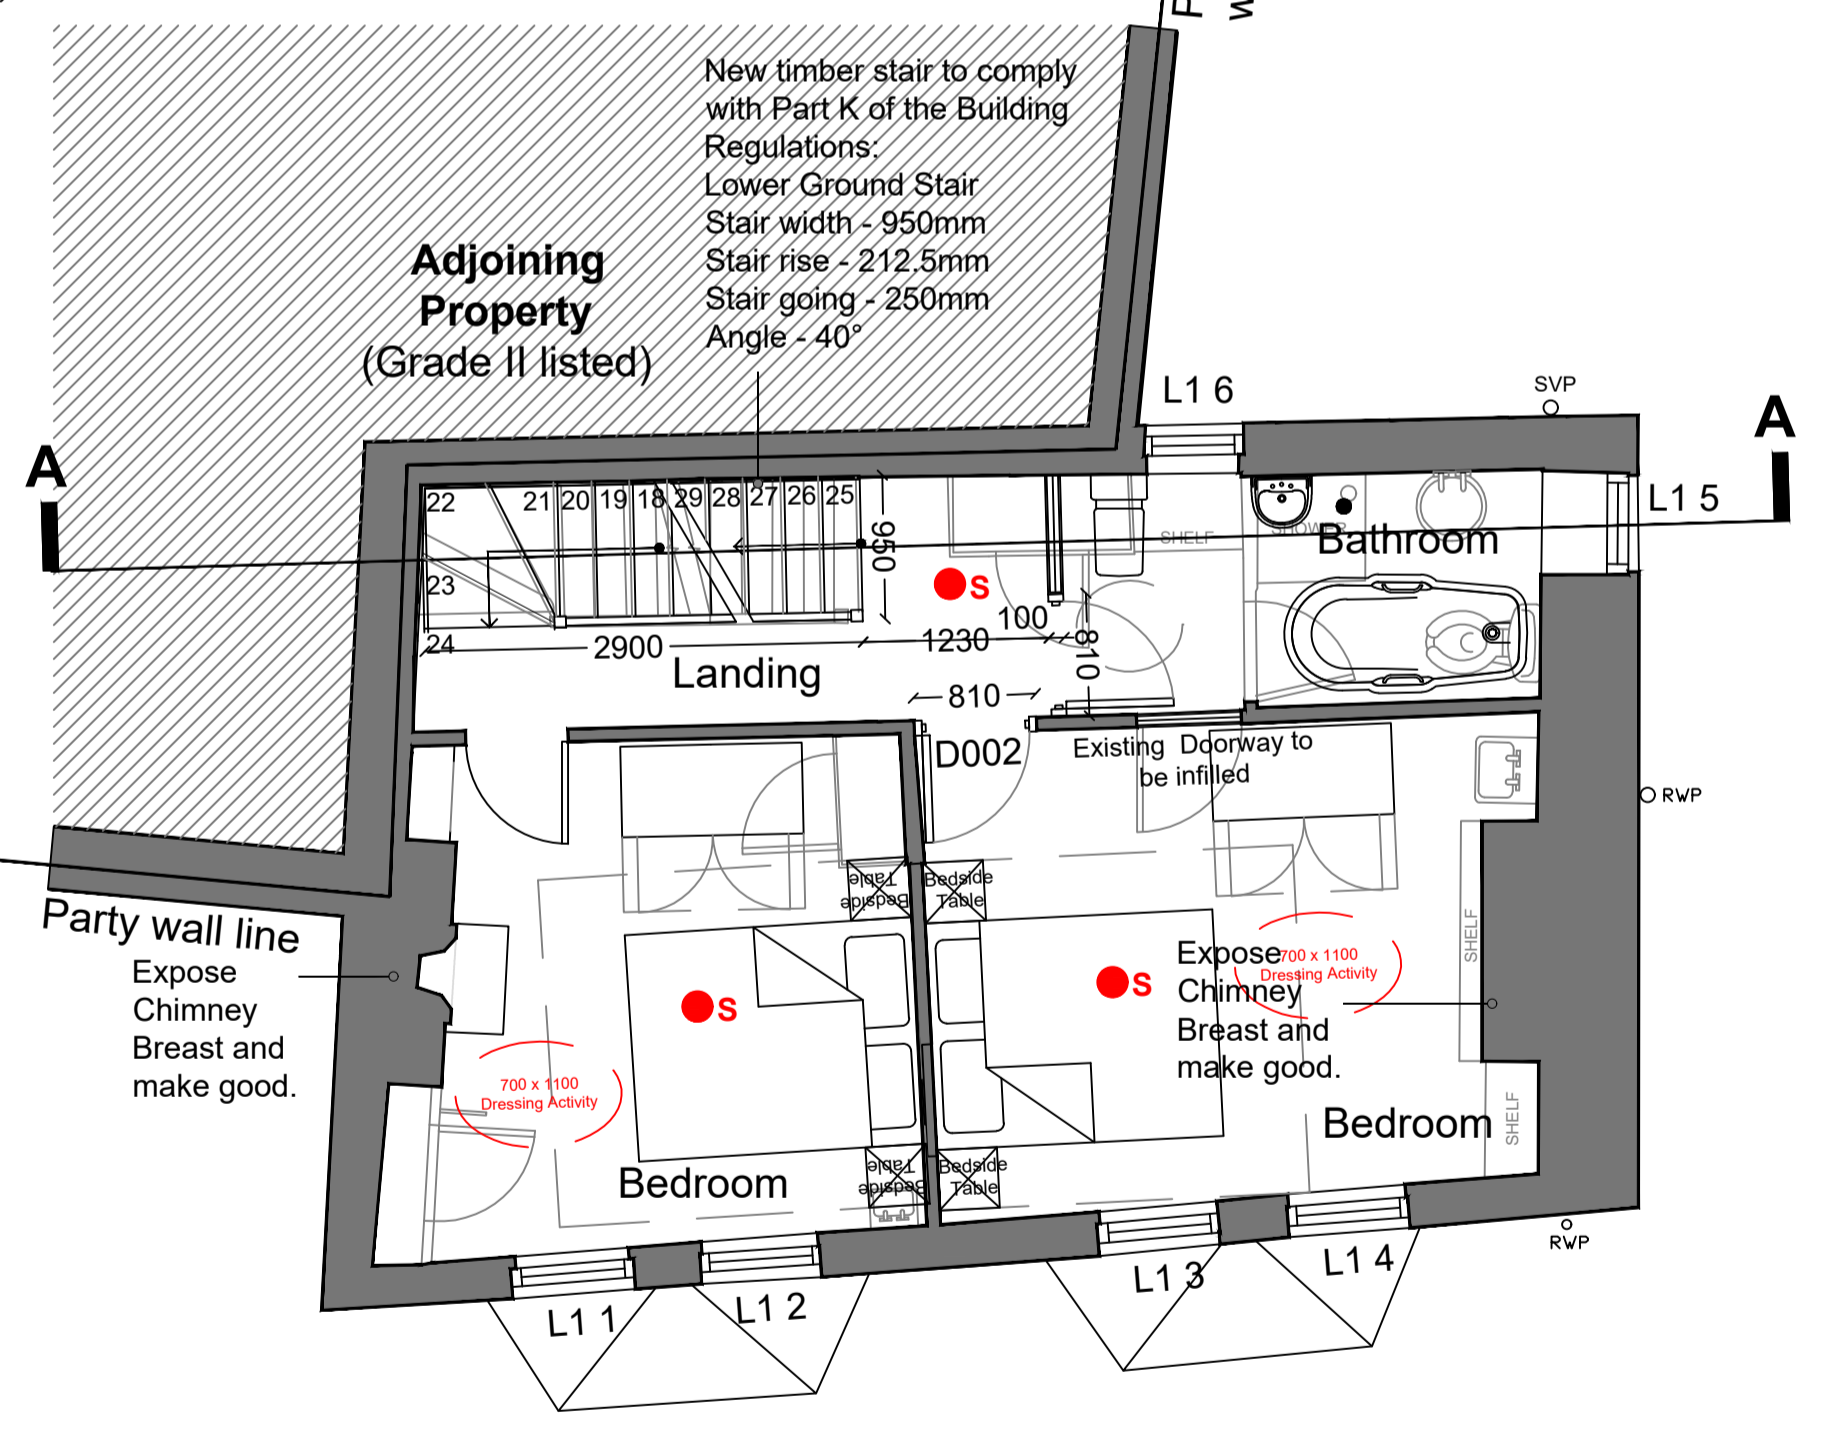 New timber stair to comply
with Part K of the Building
Regulations:
Lower Ground Stair
Stair width - 950mm
Stair rise - 212.5mm
Stair going - 250mm
Angle - 40°
Adjoining
Property
(Grade II listed)
L1 6
SVP
A
A
L1 5
22
21
20
19
18
29
28
27
26
25
23
24
950
SHELF
SHOWER
Bathroom
S
100
2900
1230
810
Landing
810
D002
Existing Doorway to
be infilled
RWP
Party wall line
Expose
Chimney
Breast and
make good.
Bedside
Table
Bedside
Table
S
S
Expose
Chimney
Breast and
make good.
700 x 1100
Dressing Activity
SHELF
700 x 1100
Dressing Activity
SHELF
Bedroom
Bedroom
Bedside
Table
Bedside
Table
RWP
L1 1
L1 2
L1 3
L1 4